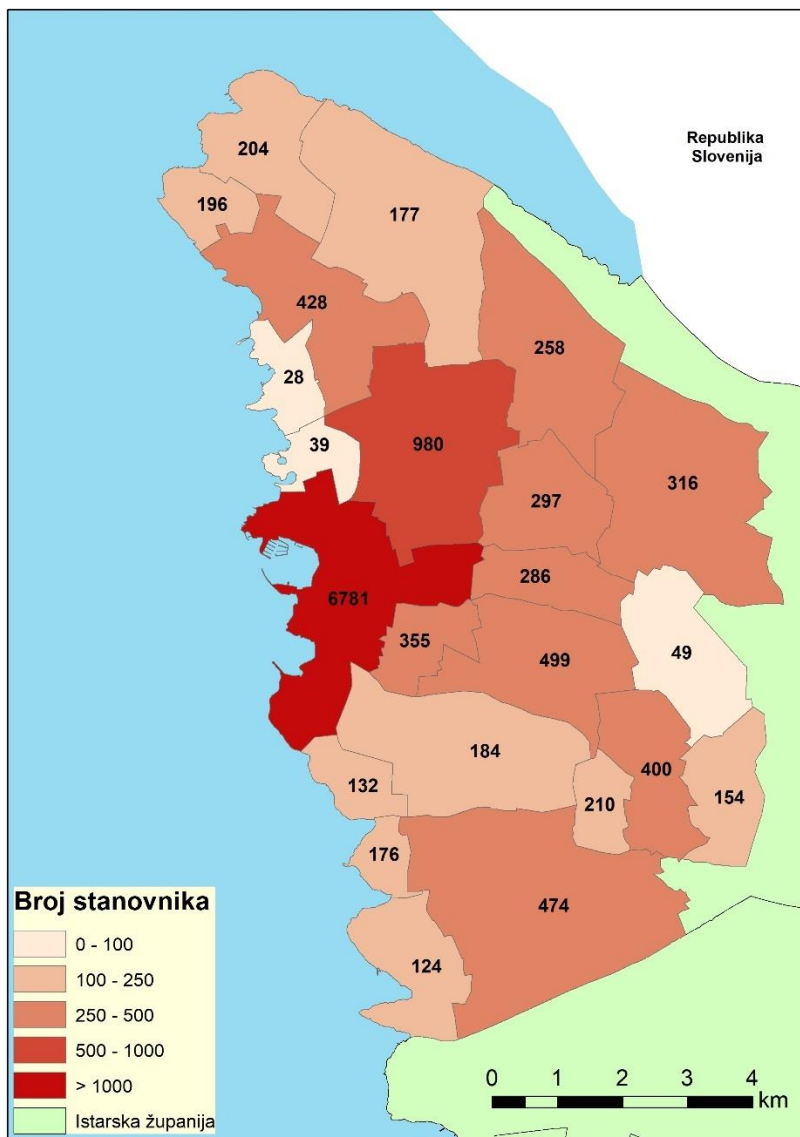 Republika
Slovenija
204
196
177
428
258
28
39
980
316
297
286
6781
355
499
49
184
132
400
210
154
176
474
124
Broj stanovnika
0 - 100
100 - 250
250 - 500
500 - 1000
> 1000
Istarska županija
0 1 2 3 4
km